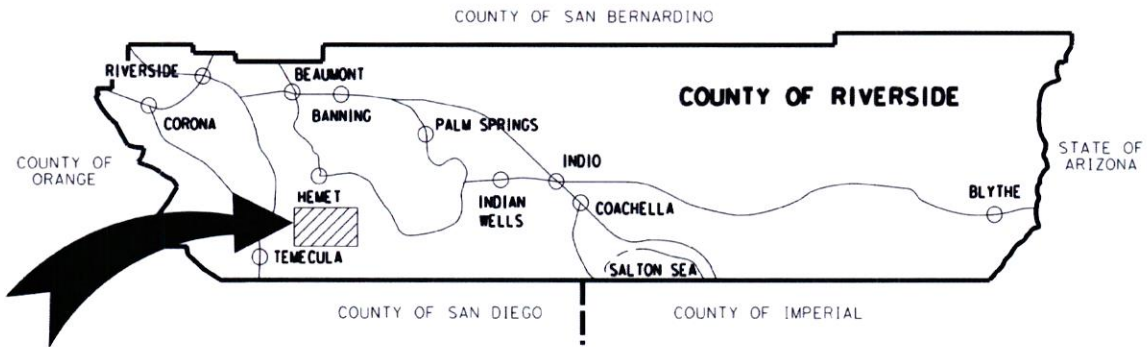 COUNTY OF SAN BERNARDINO
RIVERSIDE
BEAUMONT
COUNTY OF RIVERSIDE
BANNING
CORONA
PALM SPRINGS
STATE OF
ARIZONA
COUNTY OF
ORANGE
INDIO
HEMET
INDIAN
WELLS
BLYTHE
COACHELLA
TEMECULA
SALTON SEA
COUNTY OF SAN DIEGO
COUNTY OF IMPERIAL